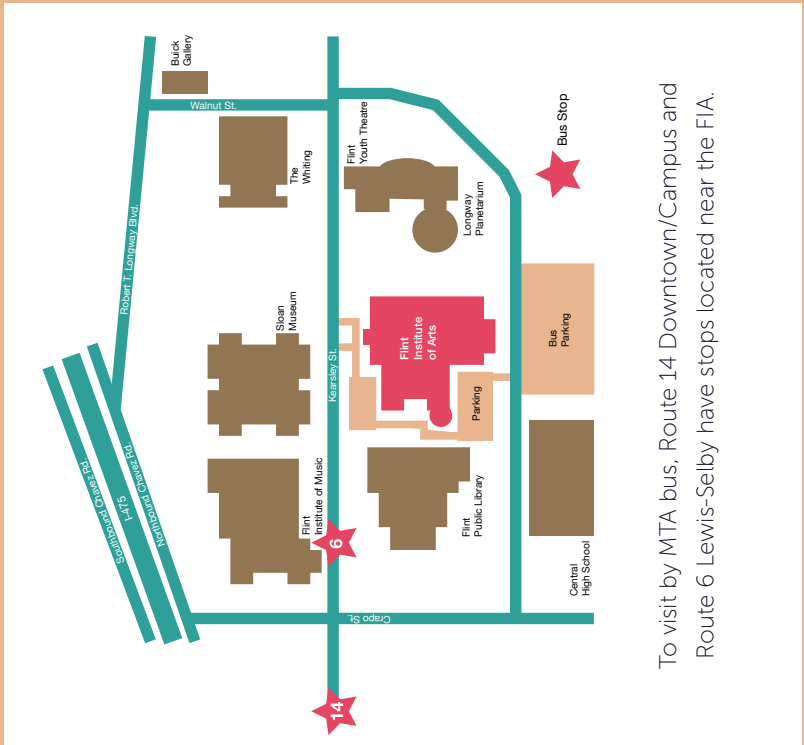 Buick
Gallery
Walnut St.
The
Whiting
Flint
Youth Theatre
Longway
Planetarium
Bus Stop
Robert T. Longway Blvd.
Sloan
Museum
Kearsley St.
Flint
Institute
of Arts
Parking
Bus
Parking
Southbound Chavez Rd.
I-475
Northbound Chavez Rd.
Flint
Institute of Music
6
Flint
Public Library
Central
High School
Crapo St.
14
To visit by MTA bus, Route 14 Downtown/Campus and
Route 6 Lewis-Selby have stops located near the FIA.